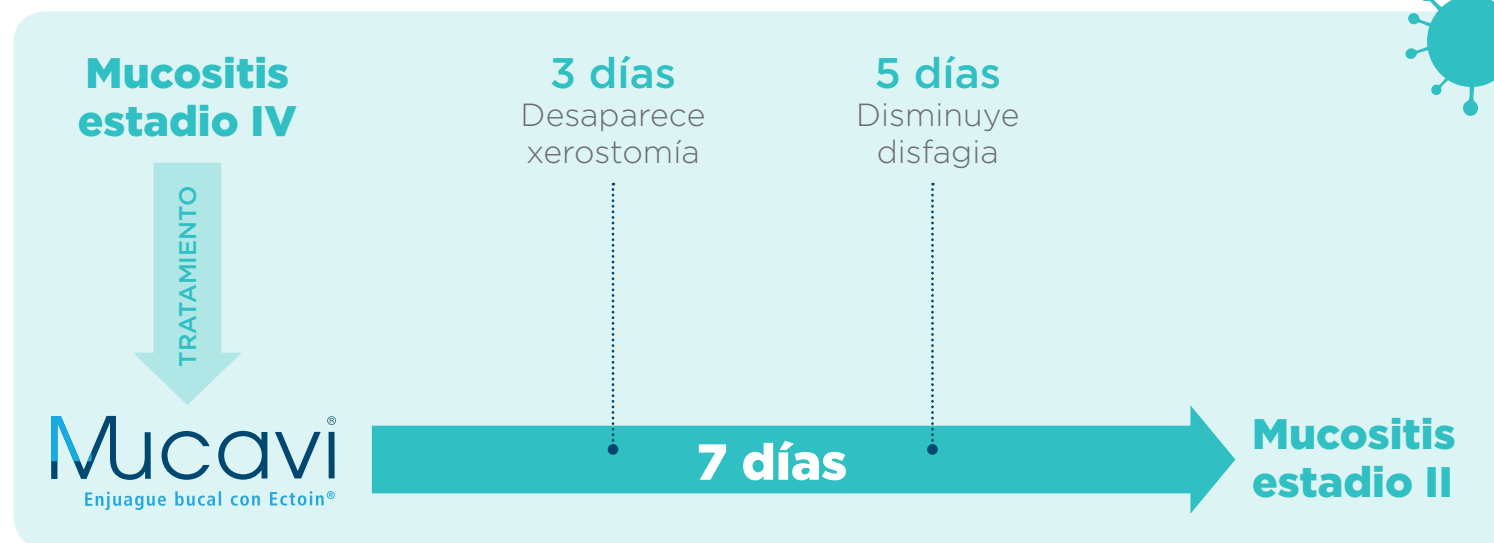 Mucositis
estadio IV
TRATAMIENTO
Mucavi®
Enjuague bucal con Ectoin®
3 días
Desaparece
xerostomía
5 días
Disminuye
disfagia
7 días
Mucositis
estadio II